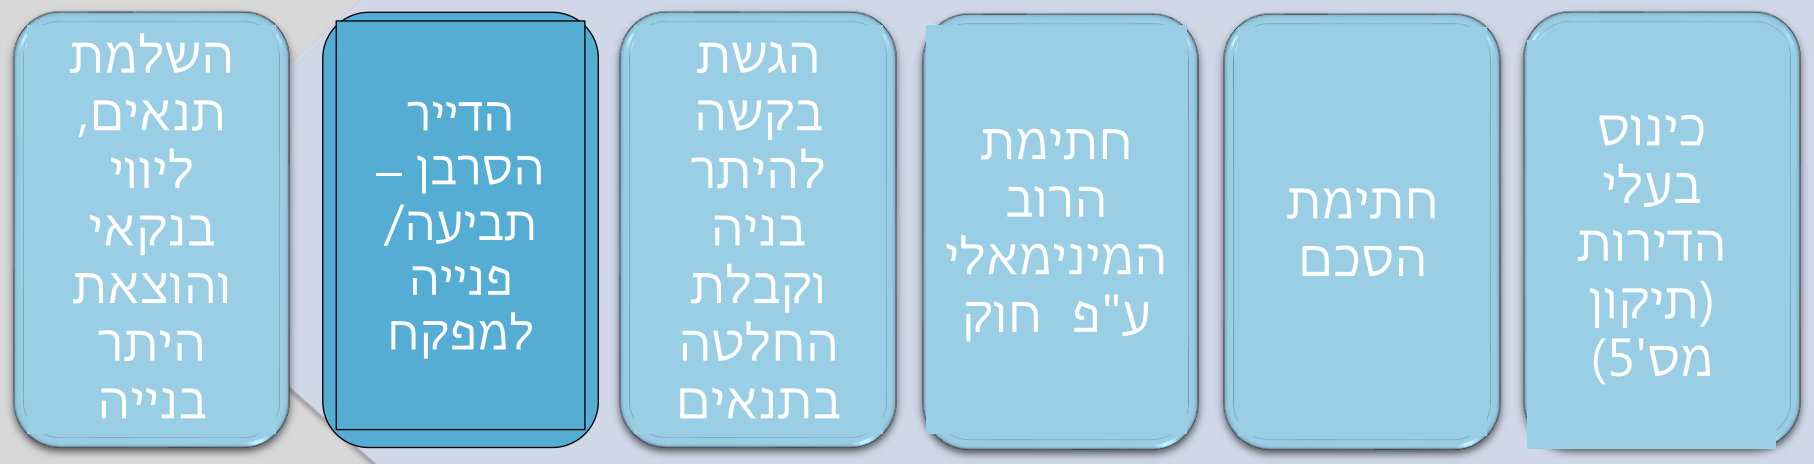 כינוס
בעלי
הדירות
(תיקון
מס'5)
חתימת
הסכם
חתימת
הרוב
המינימאלי
ע"פ חוק
הגשת
בקשה
להיתר
בניה
וקבלת
החלטה
בתנאים
הדייר
הסרבן –
תביעה/
פנייה
למפקח
השלמת
תנאים,
ליווי
בנקאי
והוצאת
היתר
בנייה